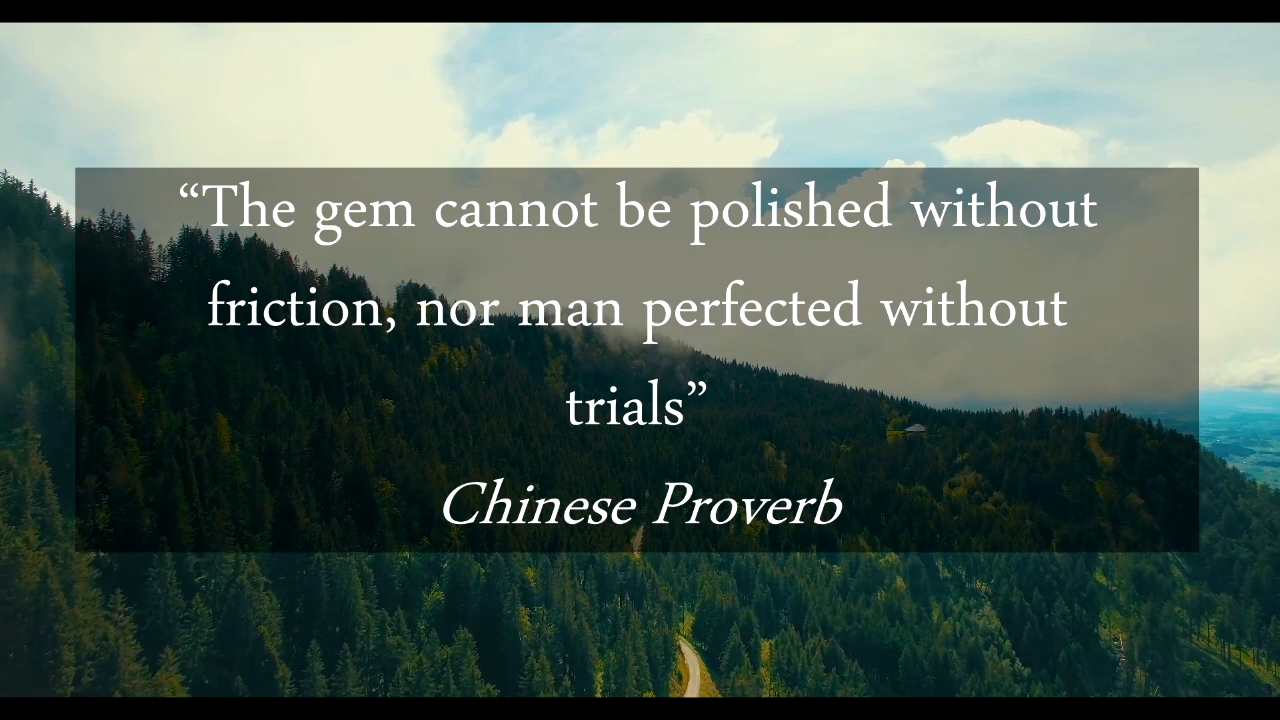 “The gem cannot be polished without
friction, nor man perfected without
trials”
Chinese Proverb